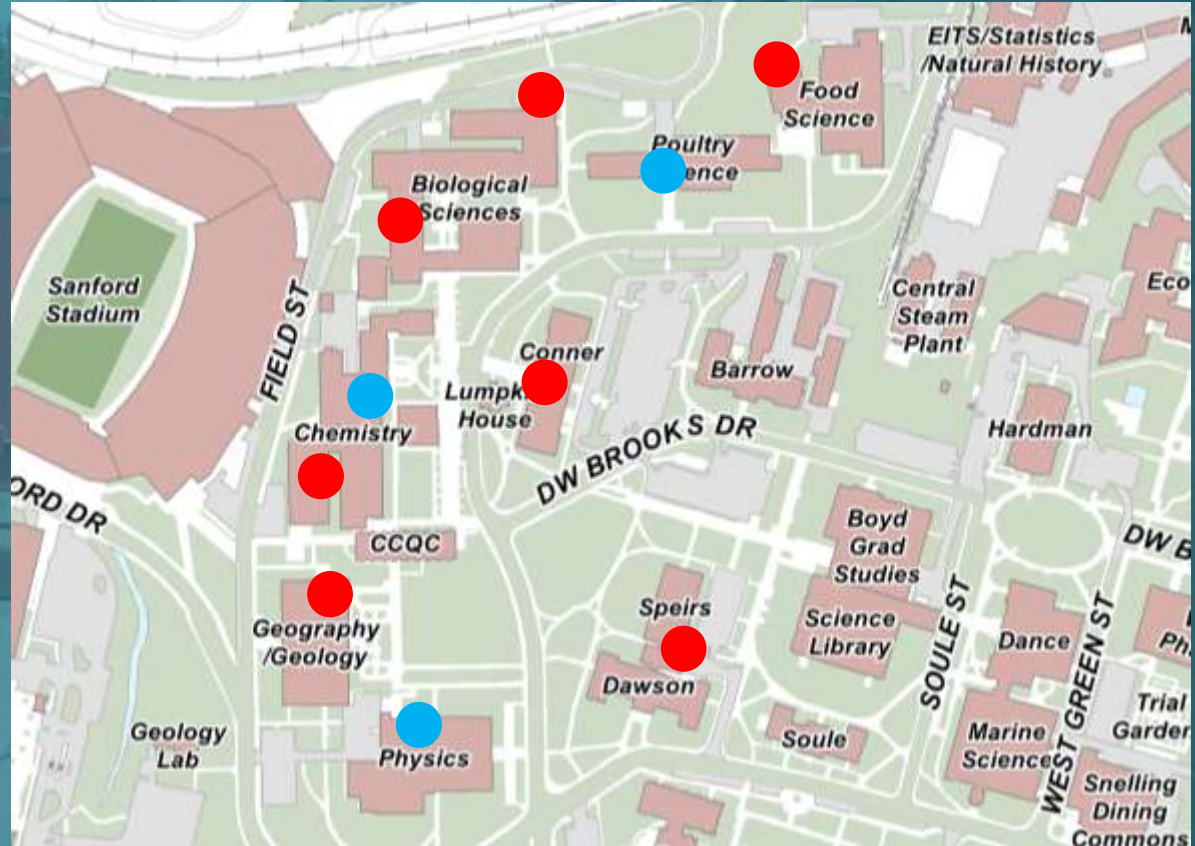 EITS/Statistics
/Natural History
Food
Science
Poultry
Biological
Sciences
Sanford
Stadium
FIELD ST
Central
Steam
Plant
Eco
Conner
House
Barrow
Chemistry
Hardman
DW BROOKS DR
ORD DR
CCQC
Boyd
Grad
Studies
DW B
Speirs
Science
Library
Geography
/Geology
SOULE ST
WEST GREEN ST
Dance
Ph
Dawson
Geology
Lab
Physics
Soule
Marine
Science
Trial
Garden
Snelling
Dining
Commons